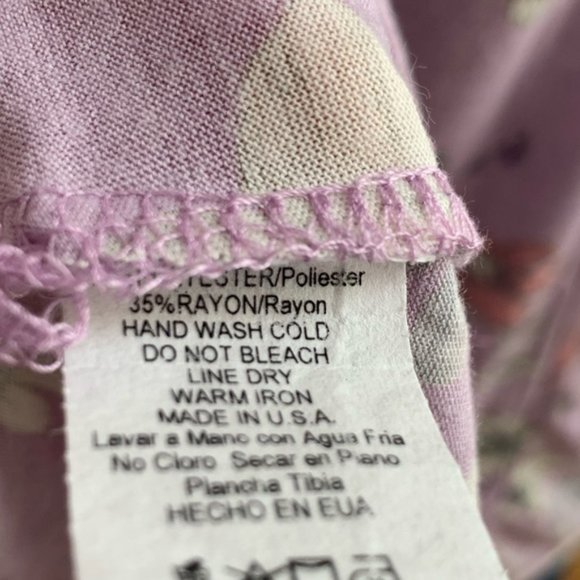 /Poliester
35%RAYON/Rayon
HAND WASH COLD
DO NOT BLEACH
LINE DRY
WARM IRON
MADE IN U.S.A.
Lavar a Mano con Agua Fria
No Cloro Secar en Plano
Plancha Tibia
HECHO EN EUA